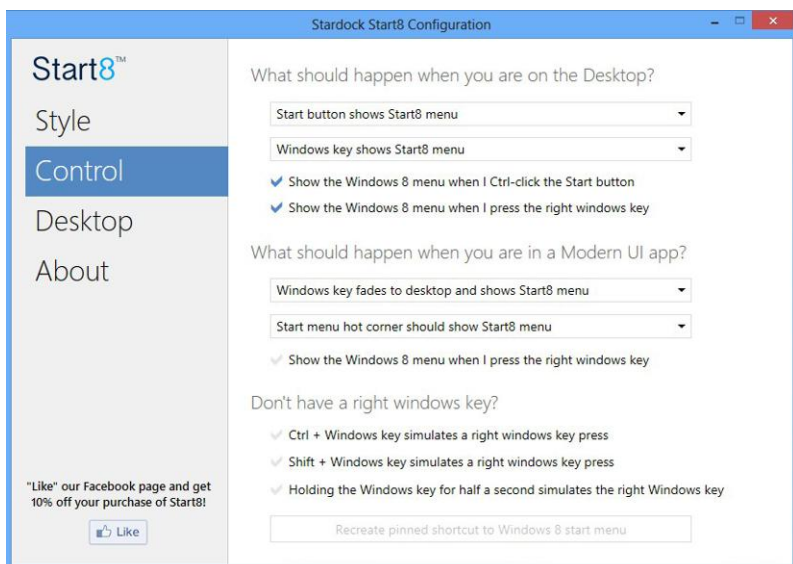 Stardock Start8 Configuration
Start8™
Style
Control
Desktop
About
"Like" our Facebook page and get
10% off your purchase of Start8!
Like
What should happen when you are on the Desktop?
Start button shows Start8 menu
Windows key shows Start8 menu
Show the Windows 8 menu when I Ctrl-click the Start button
Show the Windows 8 menu when I press the right windows key
What should happen when you are in a Modern UI app?
Windows key fades to desktop and shows Start8 menu
Start menu hot corner should show Start8 menu
Show the Windows 8 menu when I press the right windows key
Don't have a right windows key?
Ctrl + Windows key simulates a right windows key press
Shift + Windows key simulates a right windows key press
Holding the Windows key for half a second simulates the right Windows key
Recreate pinned shortcut to Windows 8 start menu